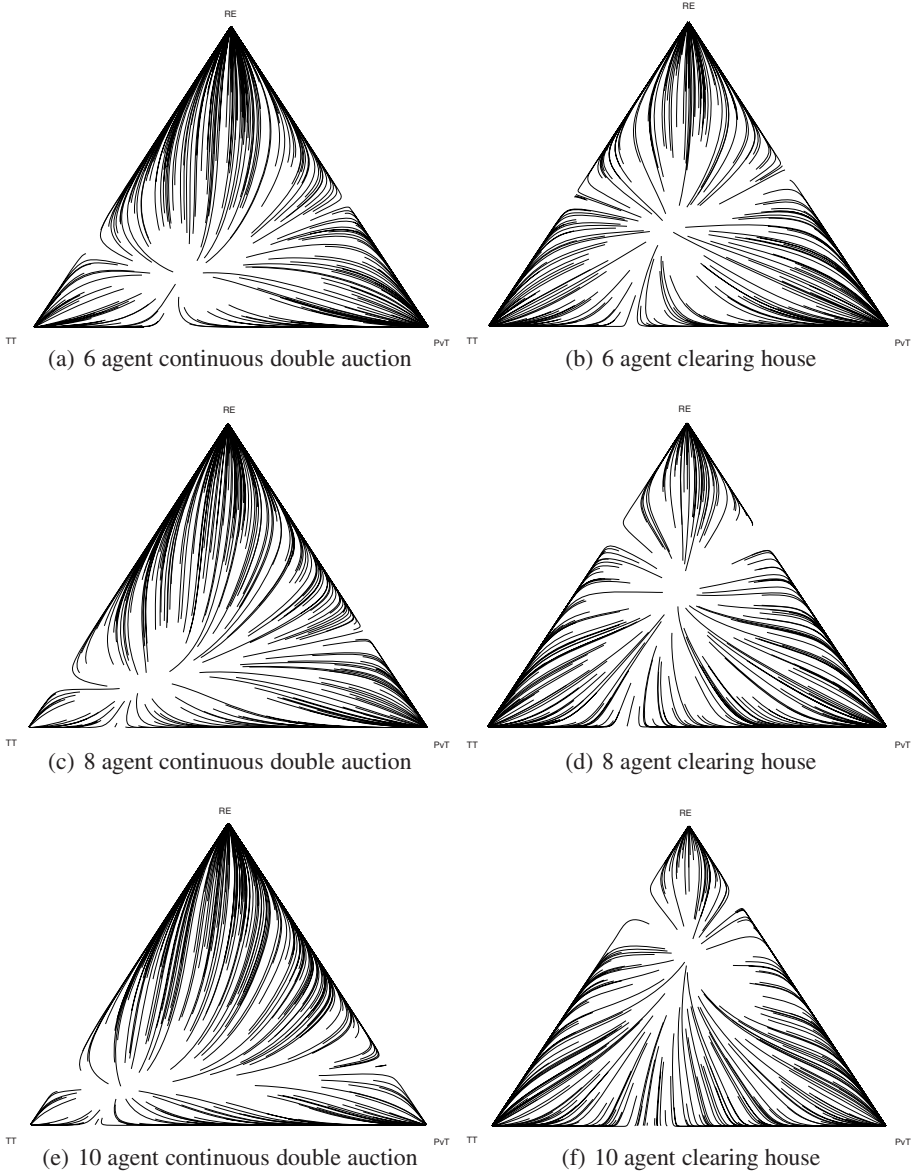 RE
RE
TT
PvT
TT
PvT
(a) 6 agent continuous double auction
(b) 6 agent clearing house
RE
RE
TT
PvT
TT
PvT
(c) 8 agent continuous double auction
(d) 8 agent clearing house
RE
RE
TT
PvT
TT
PvT
(e) 10 agent continuous double auction
(f) 10 agent clearing house